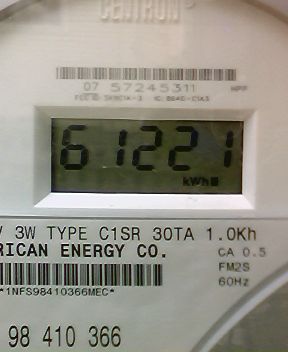 CENTRON®
07 57245311
61221
kWh
V 3W TYPE C1SR 30TA 1.0Kh
RICAN ENERGY CO.
CA 0.5
FM2S
60Hz
*1NFS98410366MEC*
98 410 366